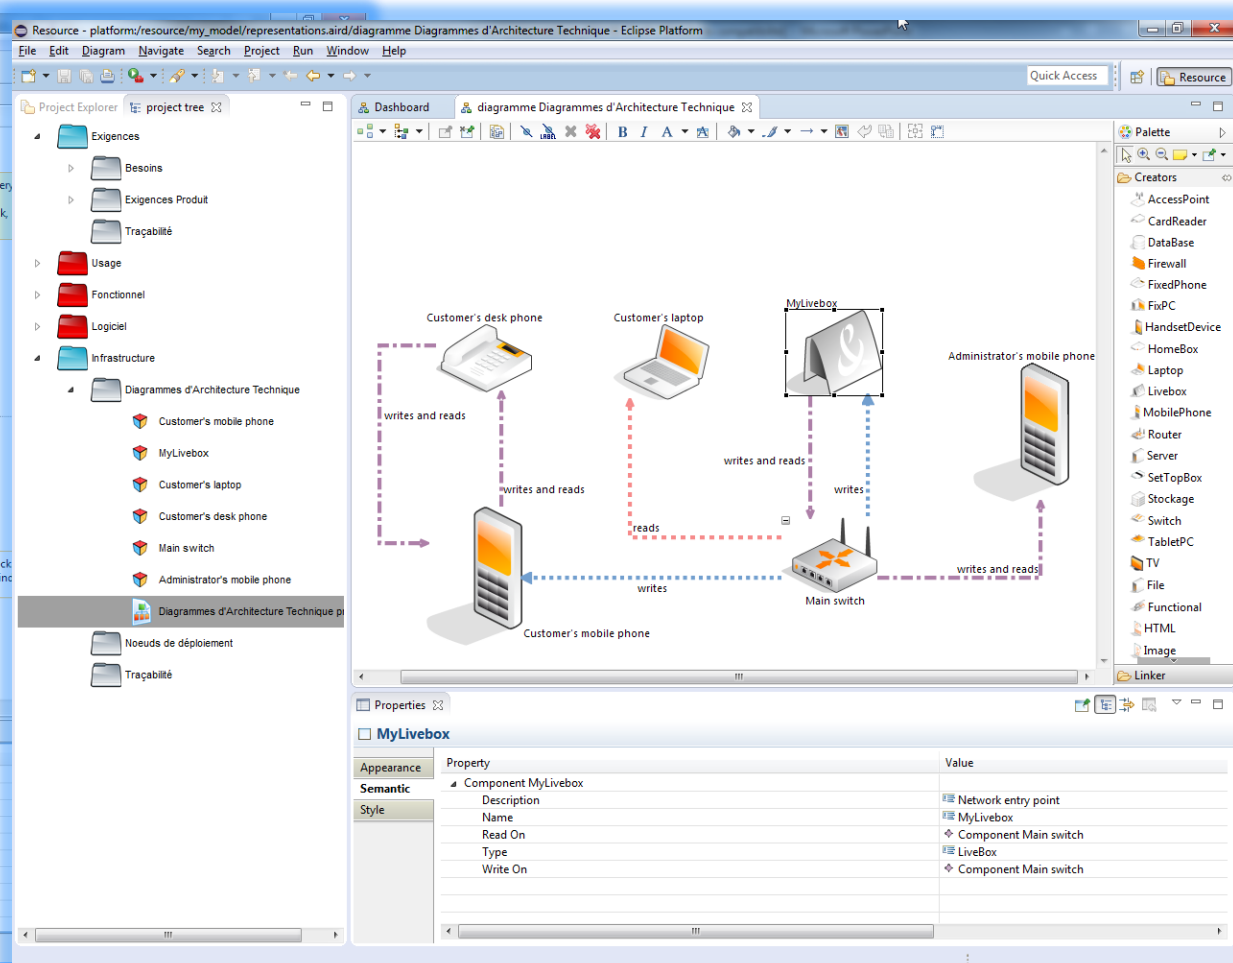 Resource - platform:/resource/my_model/representations.aird/diagramme Diagrammes d'Architecture Technique - Eclipse Platform
File Edit Diagram Navigate Search Project Run Window Help
Quick Access
Resource
Project Explorer
project tree
Exigences
Besoins
Exigences Produit
Traçabilité
Usage
Fonctionnel
Logiciel
Infrastructure
Diagrammes d'Architecture Technique
Customer's mobile phone
MyLivebox
Customer's laptop
Customer's desk phone
Main switch
Administrator's mobile phone
Diagrammes d'Architecture Technique
Noeuds de déploiement
Traçabilité
Dashboard
diagramme Diagrammes d'Architecture Technique
LABEL
B I A A
MyLivebox
Customer's desk phone
Customer's laptop
&
Administrator's mobile phone
writes and reads
writes and reads
writes and reads
writes
reads
writes and reads
writes
Main switch
Customer's mobile phone
Palette
Creators
AccessPoint
CardReader
DataBase
Firewall
FixedPhone
FixPC
HandsetDevice
HomeBox
Laptop
Livebox
MobilePhone
Router
Server
SetTopBox
Stockage
Switch
TabletPC
TV
File
Functional
HTML
Image
Linker
Properties
MyLivebox
Appearance
Semantic
Style
Property Value
Component MyLivebox
Description Network entry point
Name MyLivebox
Read On Component Main switch
Type LiveBox
Write On Component Main switch